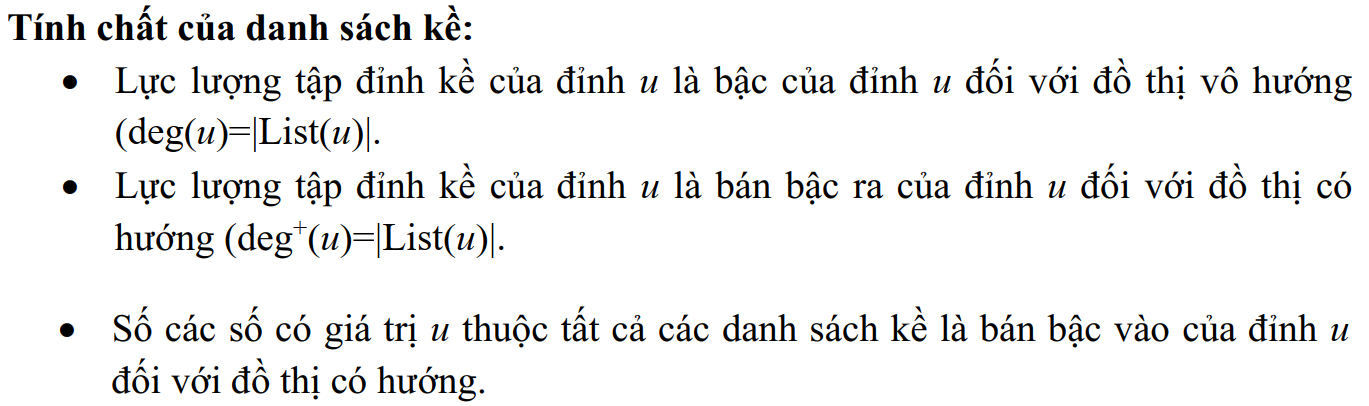 Tính chất của danh sách kề:
• Lực lượng tập đỉnh kề của đỉnh u là bậc của đỉnh u đối với đồ thị vô hướng
(deg(u)=|List(u)|.
• Lực lượng tập đỉnh kề của đỉnh u là bán bậc ra của đỉnh u đối với đồ thị có
hướng (deg⁺(u)=|List(u)|.
• Số các số có giá trị u thuộc tất cả các danh sách kề là bán bậc vào của đỉnh u
đối với đồ thị có hướng.